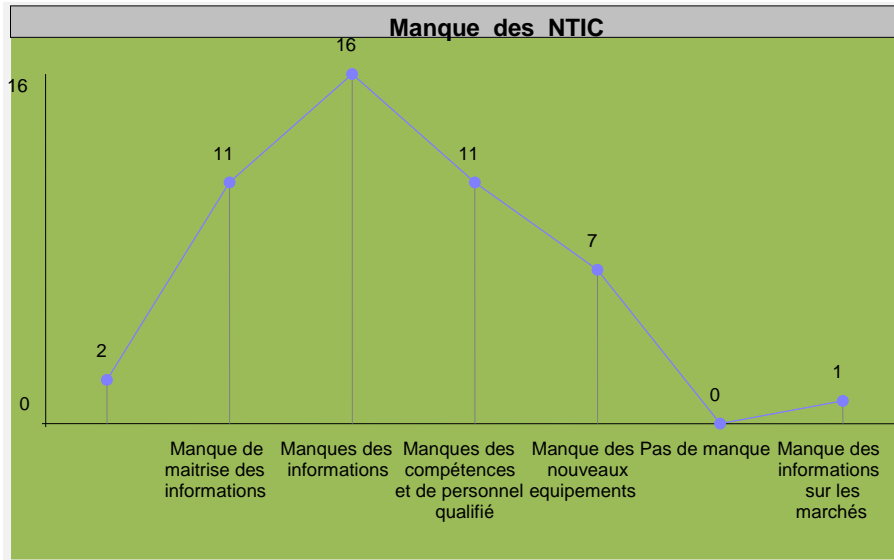 Manque des NTIC
16
16
11
11
7
2
0
1
0
Manque de
maitrise des
informations
Manques des
informations
Manques des
compétences
et de personnel
qualifié
Manque des
nouveaux
equipements
Pas de manque
Manque des
informations
sur les
marchés